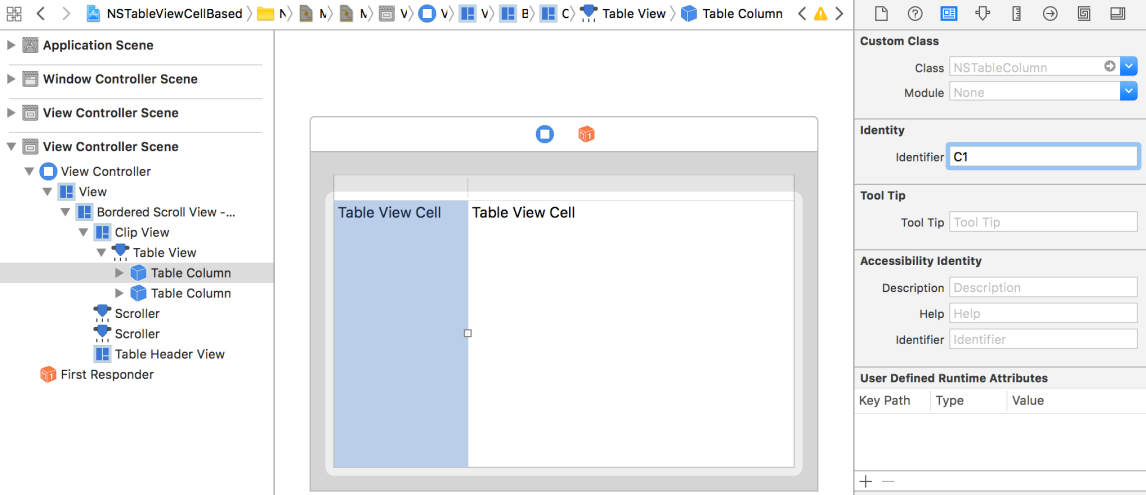 NSTableViewCellBased N M M V V V B C Table View Table Column
Application Scene
Window Controller Scene
View Controller Scene
View Controller Scene
View Controller
View
Bordered Scroll View -...
Clip View
Table View
Table Column
Table Column
Scroller
Scroller
Table Header View
First Responder
1
Table View Cell
Table View Cell
Custom Class
Class NSTableColumn
Module None
Identity
Identifier C1
Tool Tip
Tool Tip Tool Tip
Accessibility Identity
Description Description
Help Help
Identifier Identifier
User Defined Runtime Attributes
Key Path Type Value